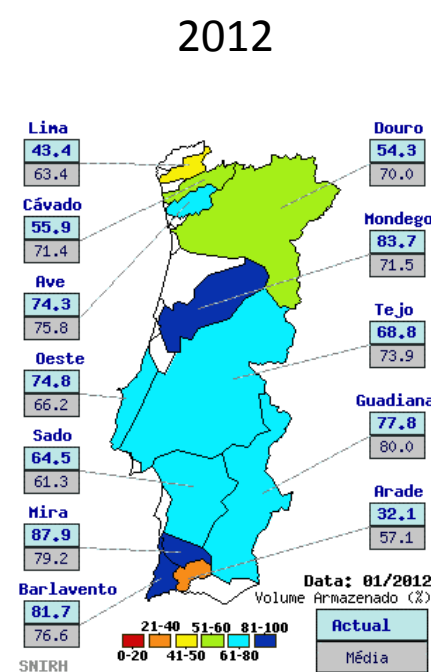 2012
Lima
43.4
63.4
Cávado
55.9
71.4
Ave
74.3
75.8
Oeste
74.8
66.2
Sado
64.5
61.3
Mira
87.9
79.2
Barlavento
81.7
76.6
SNIRH
Douro
54.3
70.0
Mondego
83.7
71.5
Tejo
68.8
73.9
Guadiana
77.8
80.0
Arade
32.1
57.1
Data: 01/2012
Volume Armazenado (%)
Actual
Média
21-40 51-60 81-100
0-20 41-50 61-80